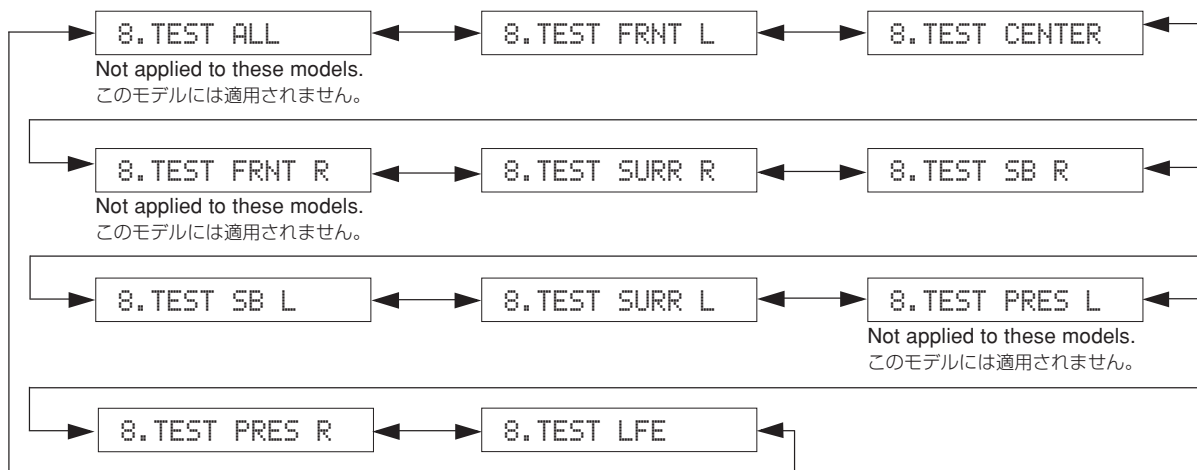 8.TEST ALL
8.TEST FRNT L
8.TEST CENTER
Not applied to these models.
このモデルには適用されません。
8.TEST FRNT R
8.TEST SURR R
8.TEST SB R
Not applied to these models.
このモデルには適用されません。
8.TEST SB L
8.TEST SURR L
8.TEST PRES L
Not applied to these models.
このモデルには適用されません。
8.TEST PRES R
8.TEST LFE